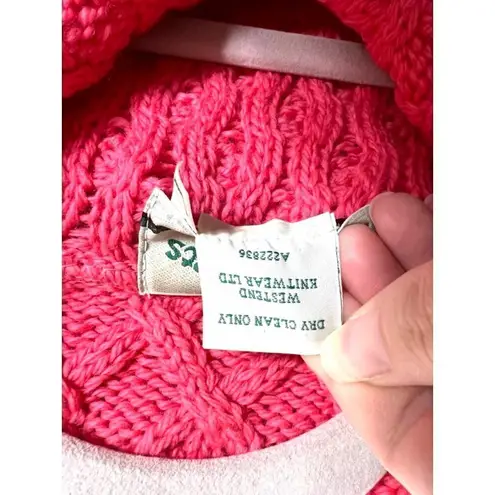 DRY CLEAN ONLY
WESTEND
KNITWEAR LTD
A222836